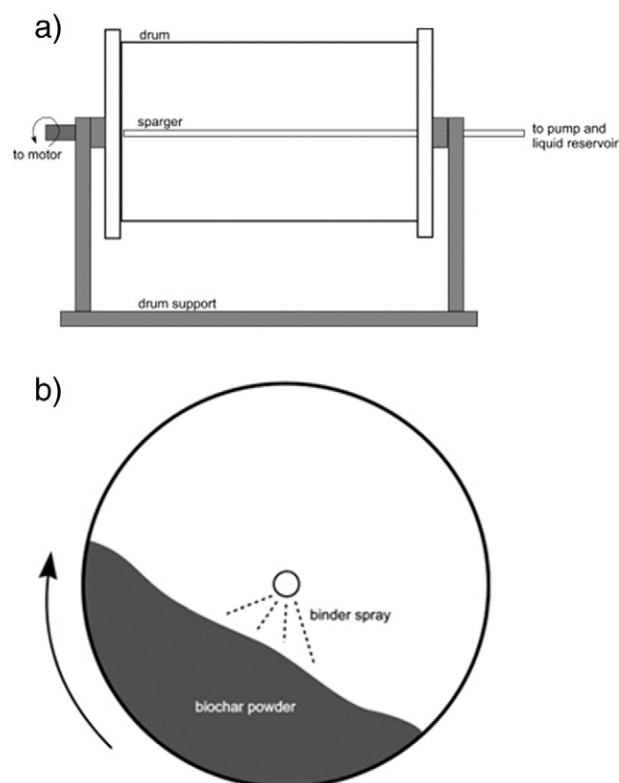 a)
drum
sparger
to motor
to pump and
liquid reservoir
drum support
b)
binder spray
biochar powder